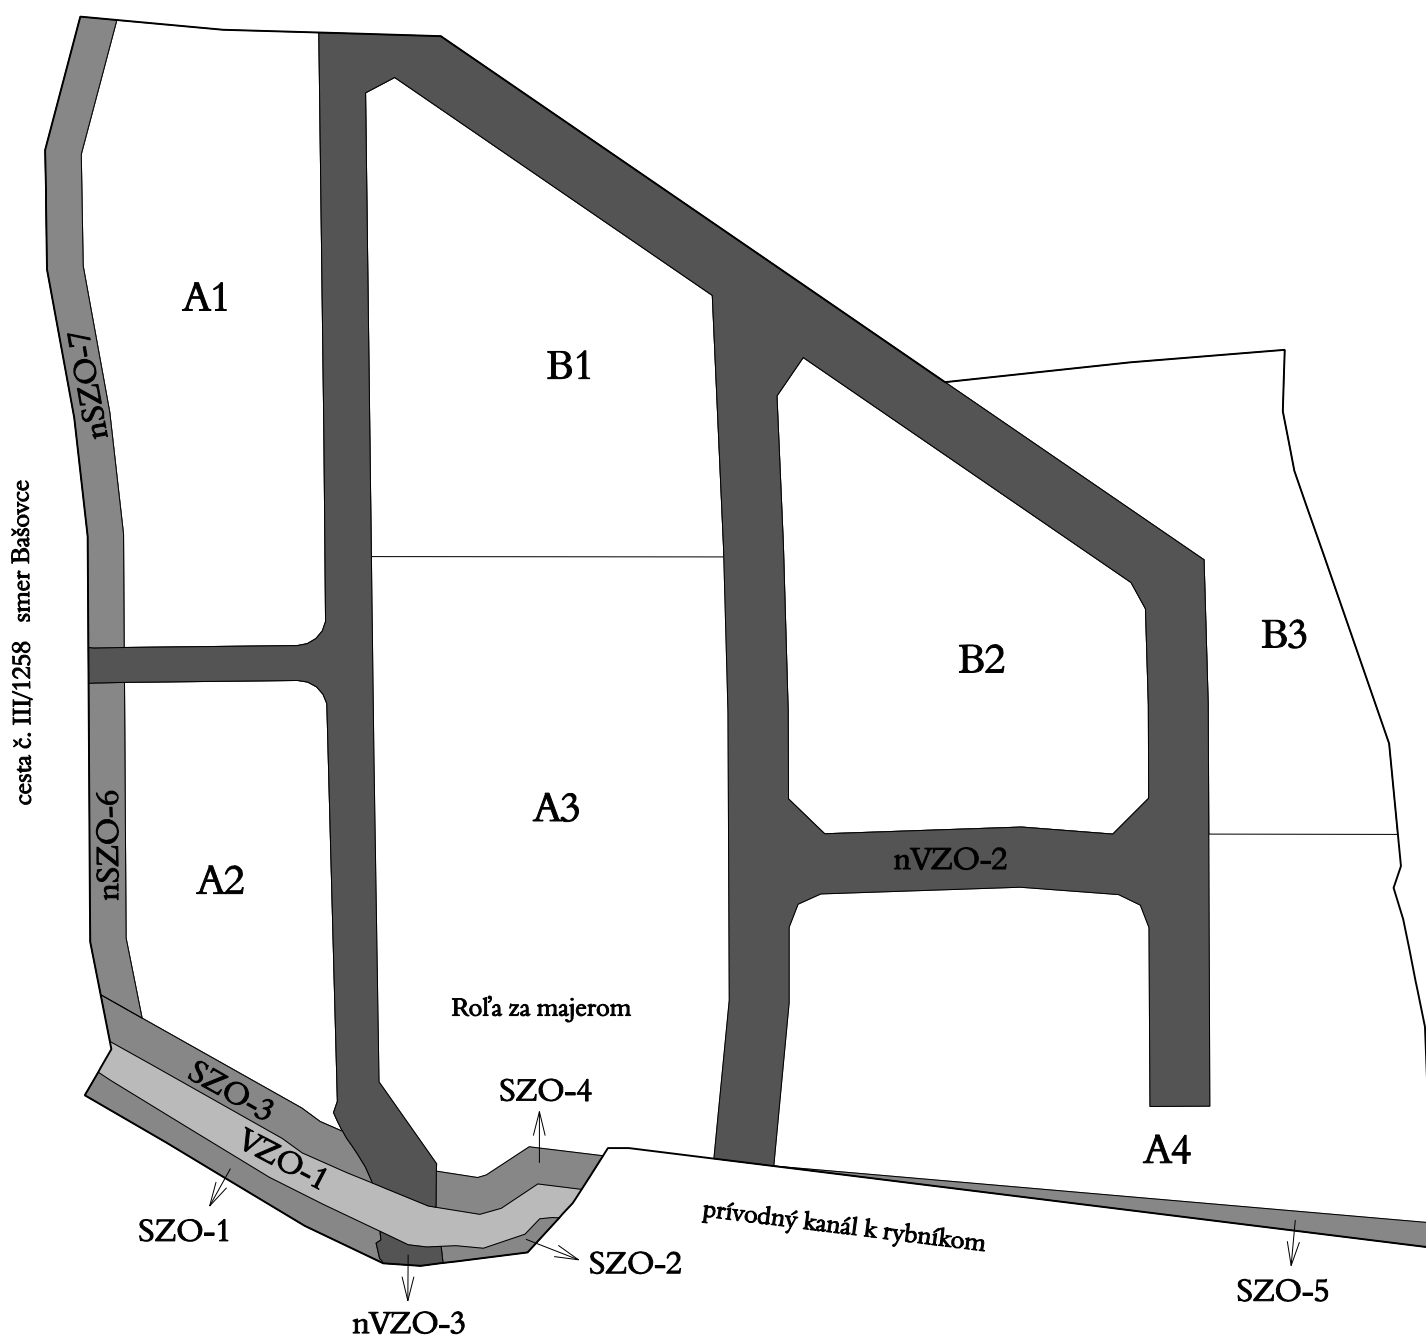 A1
B1
nSZO-7
cesta č. III/1258 smer Bašovce
B3
B2
A3
nVZO-2
nSZO-6
A2
Roľa za majerom
SZO-3
SZO-4
VZO-1
A4
SZO-1
prívodný kanál k rybníkom
SZO-2
SZO-5
nVZO-3